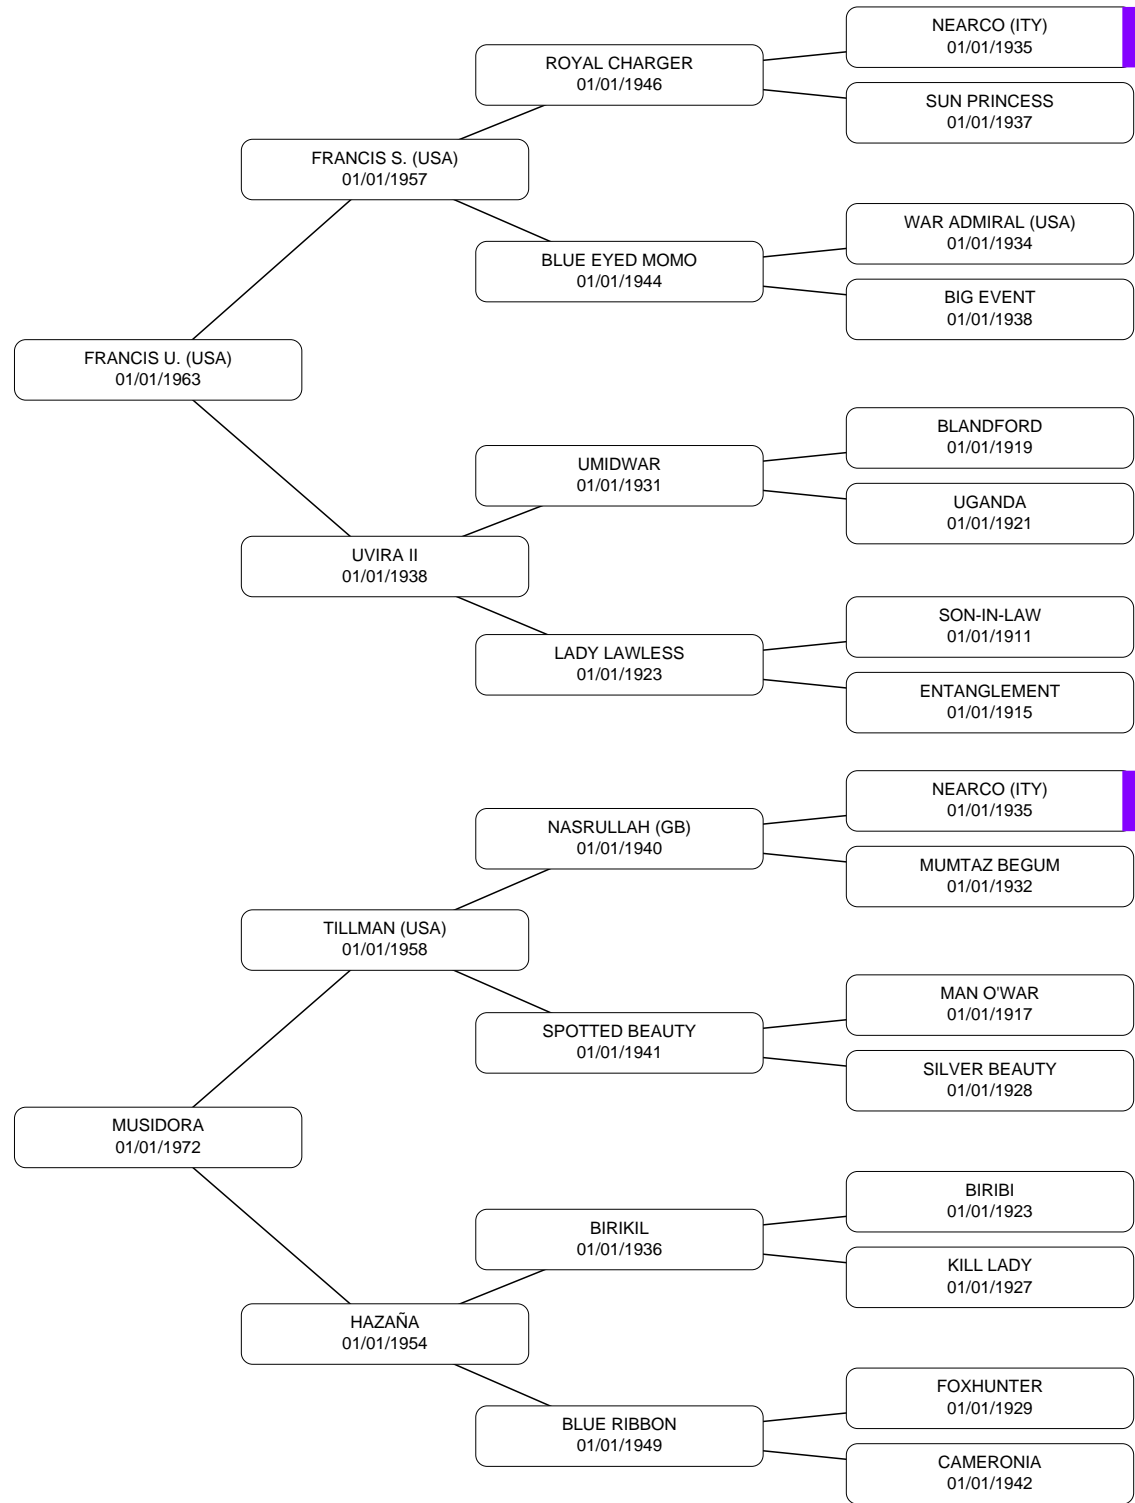 NEARCO (ITY)
01/01/1935
ROYAL CHARGER
01/01/1946
SUN PRINCESS
01/01/1937
FRANCIS S. (USA)
01/01/1957
WAR ADMIRAL (USA)
01/01/1934
BLUE EYED MOMO
01/01/1944
BIG EVENT
01/01/1938
FRANCIS U. (USA)
01/01/1963
BLANDFORD
01/01/1919
UMIDWAR
01/01/1931
UGANDA
01/01/1921
UVIRA II
01/01/1938
SON-IN-LAW
01/01/1911
LADY LAWLESS
01/01/1923
ENTANGLEMENT
01/01/1915
NEARCO (ITY)
01/01/1935
NASRULLAH (GB)
01/01/1940
MUMTAZ BEGUM
01/01/1932
TILLMAN (USA)
01/01/1958
MAN O'WAR
01/01/1917
SPOTTED BEAUTY
01/01/1941
SILVER BEAUTY
01/01/1928
MUSIDORA
01/01/1972
BIRIBI
01/01/1923
BIRIKIL
01/01/1936
KILL LADY
01/01/1927
HAZAÑA
01/01/1954
FOXHUNTER
01/01/1929
BLUE RIBBON
01/01/1949
CAMERONIA
01/01/1942